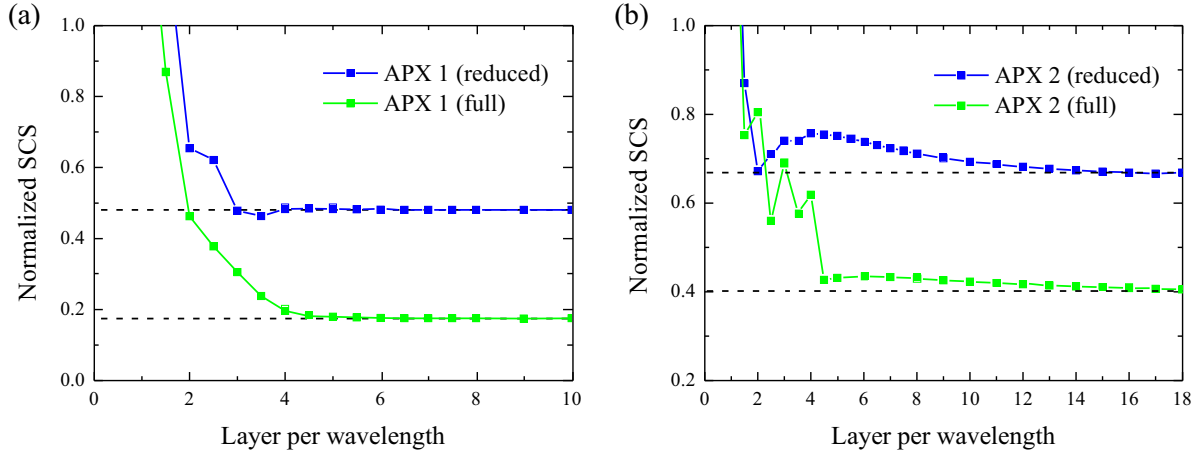 (a)
1.0
0.8
0.6
0.4
0.2
0.0
Normalized SCS
APX 1 (reduced)
APX 1 (full)
0 2 4 6 8 10
Layer per wavelength
(b)
1.0
0.8
0.6
0.4
0.2
Normalized SCS
APX 2 (reduced)
APX 2 (full)
0 2 4 6 8 10 12 14 16 18
Layer per wavelength